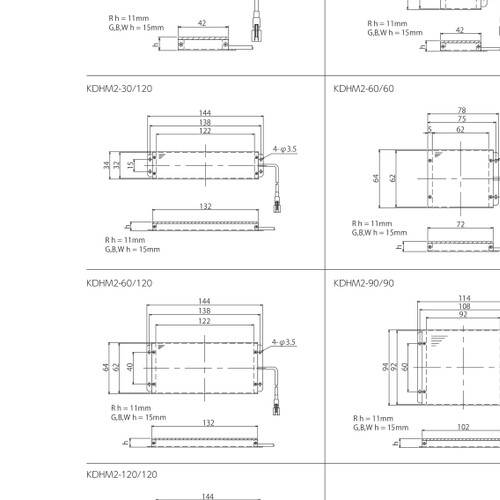 R h = 11mm
G,B,W h = 15mm
42
h
R h = 11mm
G,B,W h = 15mm
42
h
KDHM2-30/120
144
138
122
34
32
15
4- φ3.5
132
h
R h = 11mm
G,B,W h = 15mm
KDHM2-60/60
78
75
5
62
64
62
R h = 11mm
G,B,W h = 15mm
72
h
KDHM2-60/120
144
138
122
64
62
40
4- φ3.5
R h = 11mm
G,B,W h = 15mm
132
h
KDHM2-90/90
114
108
92
94
92
60
R h = 11mm
G,B,W h = 15mm
102
h
KDHM2-120/120
144